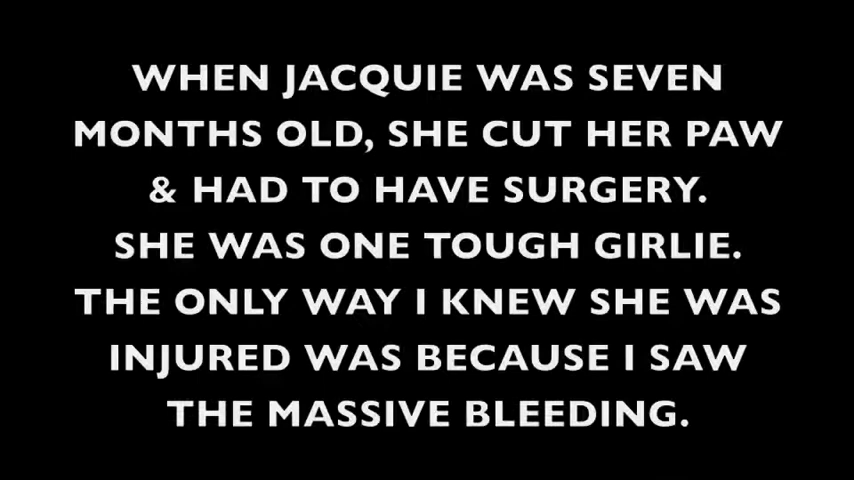 WHEN JACQUIE WAS SEVEN
MONTHS OLD, SHE CUT HER PAW
& HAD TO HAVE SURGERY.
SHE WAS ONE TOUGH GIRLIE.
THE ONLY WAY I KNEW SHE WAS
INJURED WAS BECAUSE I SAW
THE MASSIVE BLEEDING.